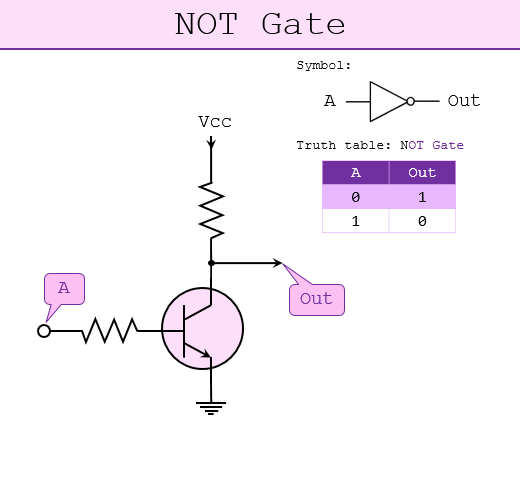 NOT Gate
Symbol:
A Out
Vcc
Truth table: NOT Gate
A Out
0 1
1 0
A
Out